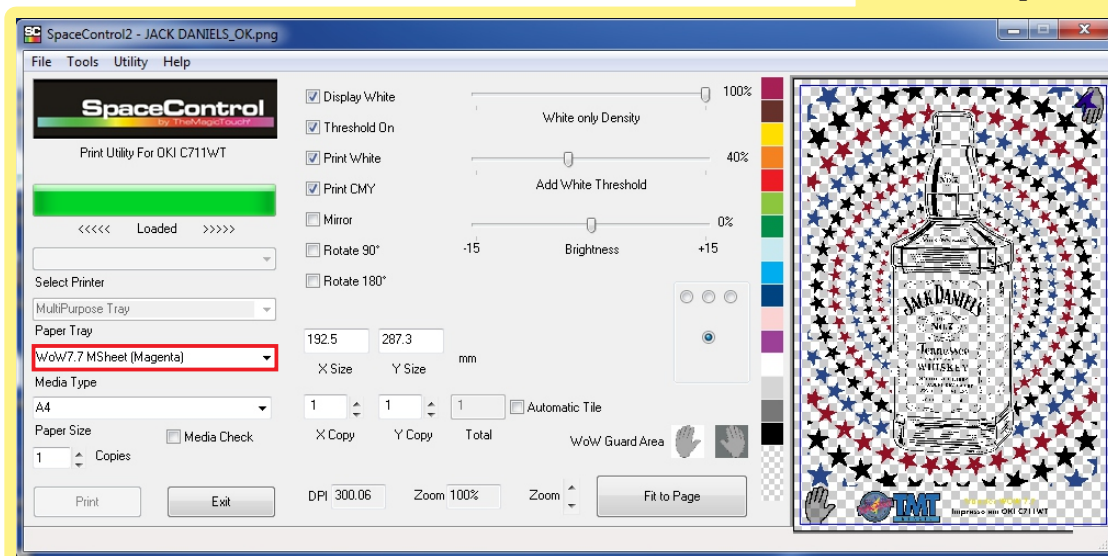 SpaceControl2 - JACK DANIELS_OK.png
File Tools Utility Help
SpaceControl
by TheMagicTouch
Print Utility For OKI C711WT
<<<<< Loaded >>>>>
Select Printer
MultiPurpose Tray
Paper Tray
WoW7.7 MSheet (Magenta)
Media Type
A4
Paper Size
Media Check
1 Copies
Print Exit
Display White
Threshold On
Print White
Print CMY
Mirror
Rotate 90°
Rotate 180°
100%
White only Density
40%
Add White Threshold
0%
-15 Brightness +15
192.5 287.3 mm
X Size Y Size
1 1 1 Automatic Tile
X Copy Y Copy Total
WoW Guard Area
DPI 300.06 Zoom 100% Zoom Fit to Page
No.7
JACK DANIEL'S
No.7
Tennessee
WHISKEY
TMT
Impresso em OKI C711WT